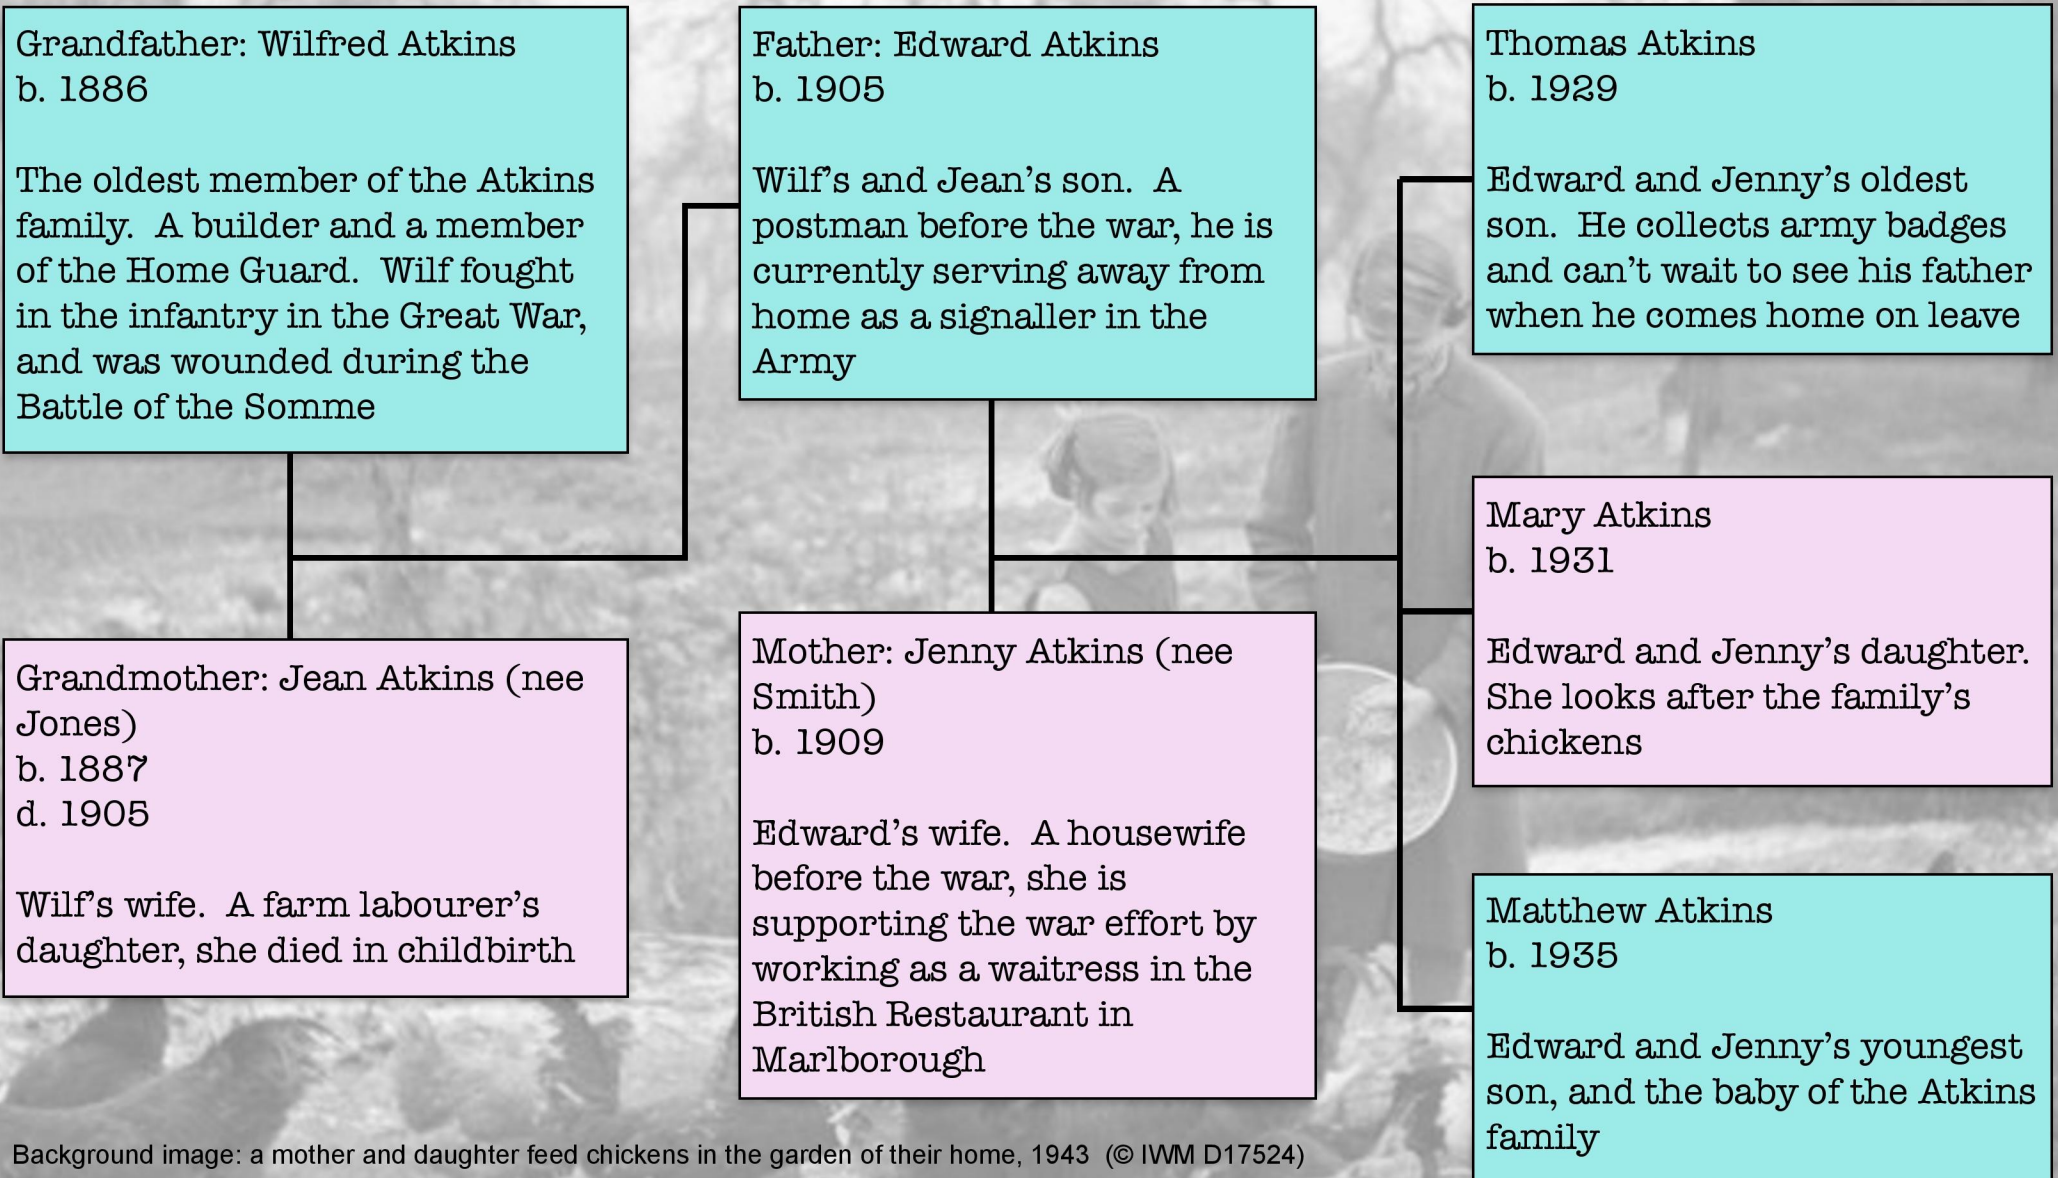 Grandfather: Wilfred Atkins
b. 1886
The oldest member of the Atkins
family.  A builder and a member
of the Home Guard.  Wilf fought
in the infantry in the Great War,
and was wounded during the
Battle of the Somme
Grandmother: Jean Atkins (nee
Jones)
b. 1887
d. 1905
Wilf's wife.  A farm labourer's
daughter, she died in childbirth
Father: Edward Atkins
b. 1905
Wilf's and Jean's son.  A
postman before the war, he is
currently serving away from
home as a signaller in the
Army
Mother: Jenny Atkins (nee
Smith)
b. 1909
Edward's wife.  A housewife
before the war, she is
supporting the war effort by
working as a waitress in the
British Restaurant in
Marlborough
Thomas Atkins
b. 1929
Edward and Jenny's oldest
son.  He collects army badges
and can't wait to see his father
when he comes home on leave
Mary Atkins
b. 1931
Edward and Jenny's daughter.
She looks after the family's
chickens
Matthew Atkins
b. 1935
Edward and Jenny's youngest
son, and the baby of the Atkins
family
Background image: a mother and daughter feed chickens in the garden of their home, 1943  (© IWM D17524)